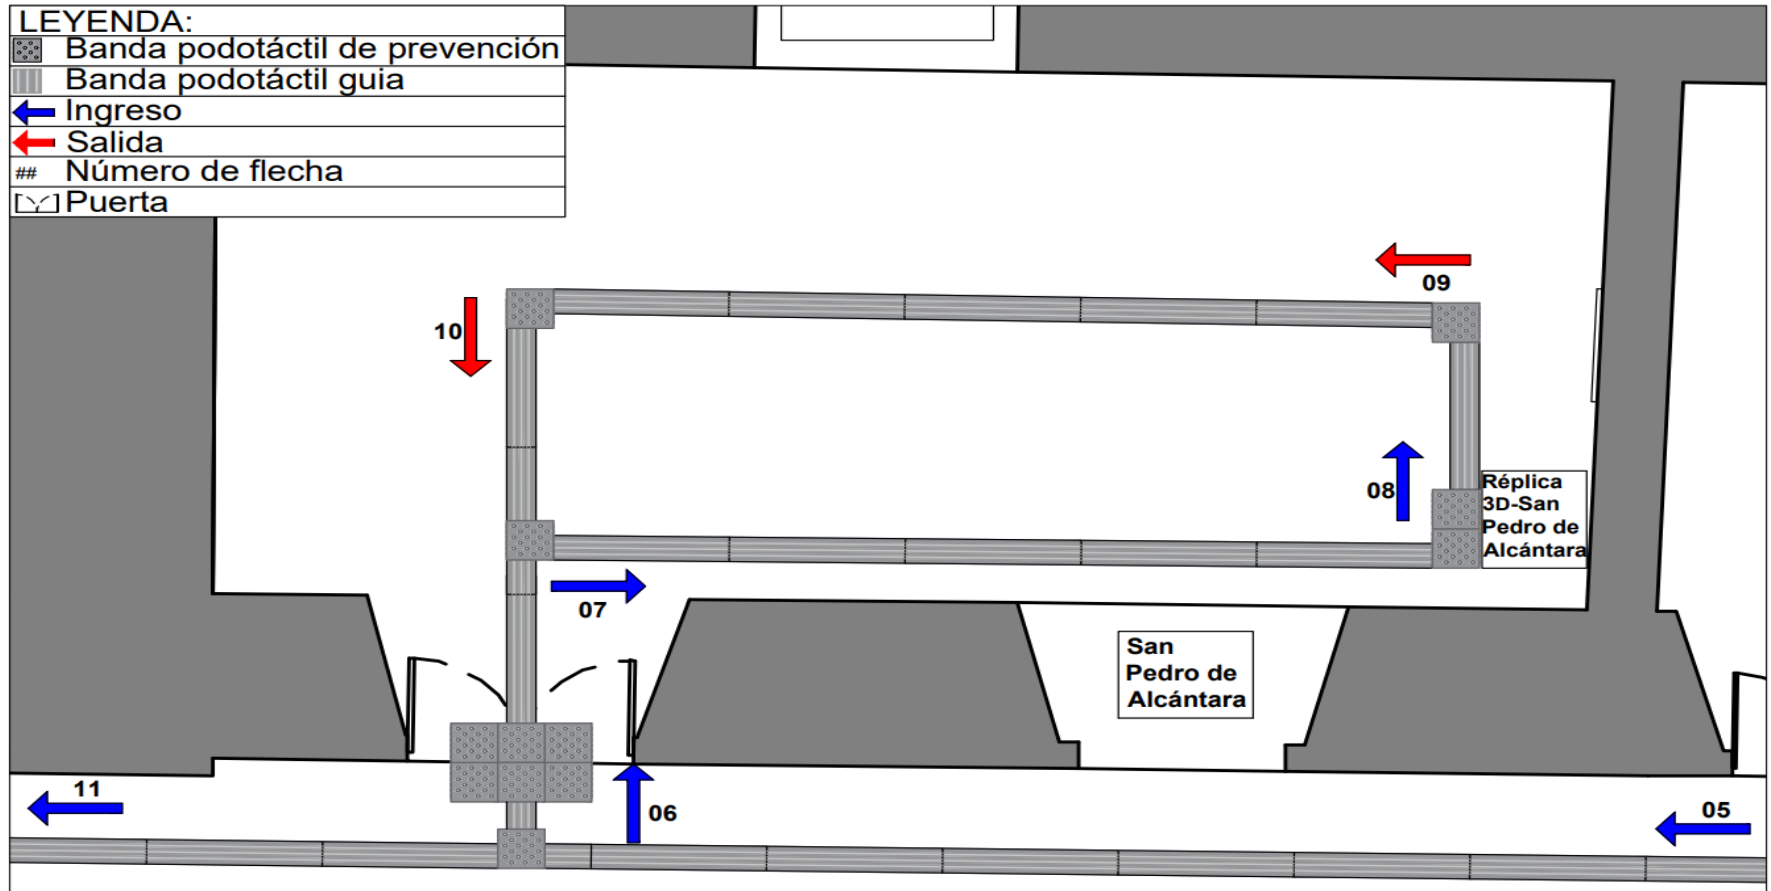 LEYENDA:
Banda podotáctil de prevención
Banda podotáctil guia
Ingreso
Salida
## Número de flecha
Puerta
09
10
08
Réplica
3D-San
Pedro de
Alcántara
07
San
Pedro de
Alcántara
11
06
05